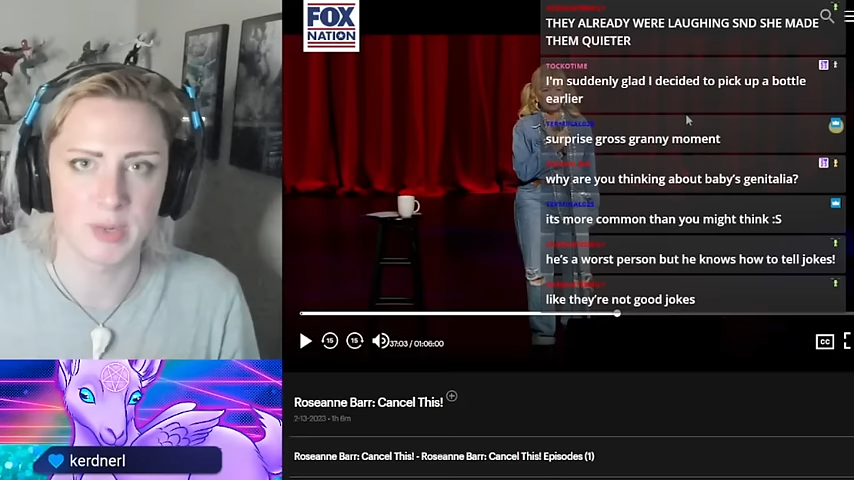 FOX
NATION
THEY ALREADY WERE LAUGHING SND SHE MADE
THEM QUIETER
TOCKOTIME
I'm suddenly glad I decided to pick up a bottle
earlier
surprise gross granny moment
why are you thinking about baby's genitalia?
its more common than you might think :S
he's a worst person but he knows how to tell jokes!
like they're not good jokes
15
15
37:03 / 01:06:00
CC
Roseanne Barr: Cancel This!
2-13-2023 • 1h 6m
Roseanne Barr: Cancel This! - Roseanne Barr: Cancel This! Episodes (1)
kerdnerl